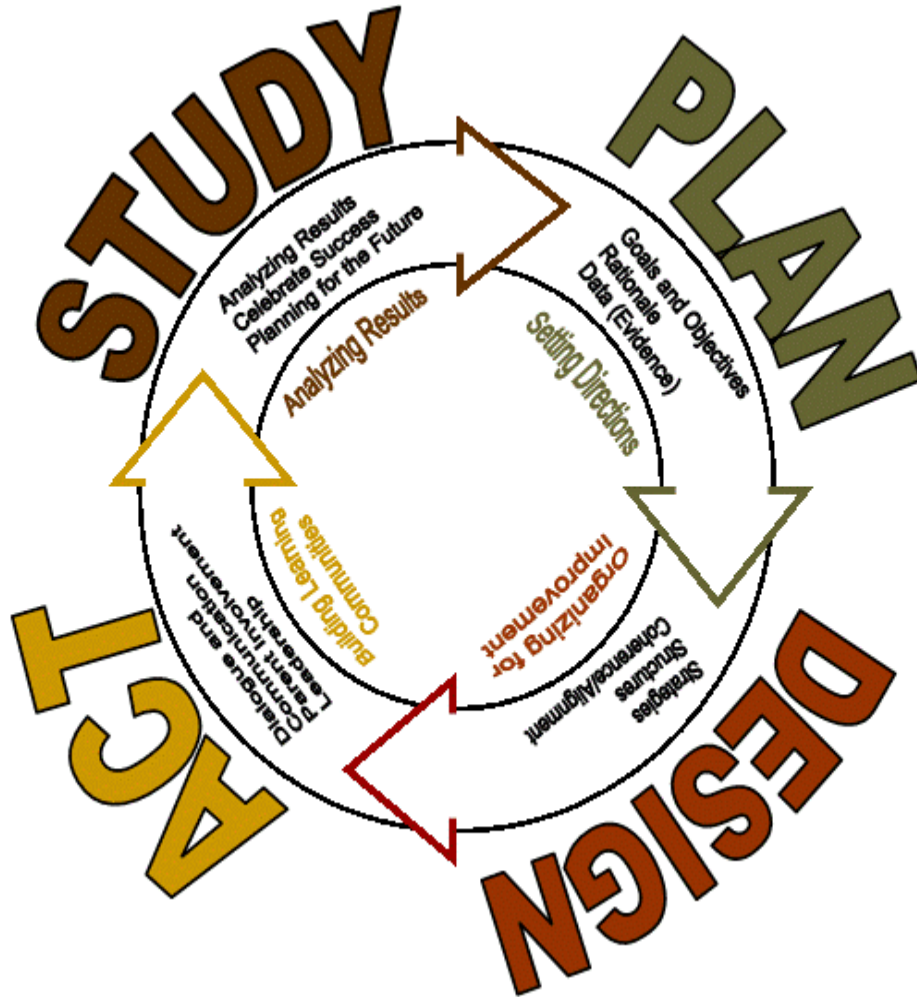 STUDY
Analyzing Results
Celebrate Success
Planning for the Future
Analyzing Results
PLAN
Goals and Objectives
Rationale
Data (Evidence)
Setting Directions
DESIGN
Organizing for
Improvement
Strategies
Structures
Coherence/Alignment
ACT
Building Learning
Communities
Dialogue and
Communication
Parent Involvement
Leadership